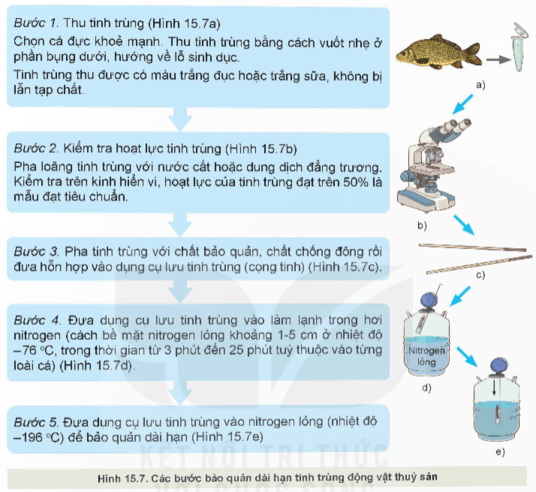 Bước 1. Thu tinh trùng (Hình 15.7a)
Chọn cá đực khoẻ mạnh. Thu tinh trùng bằng cách vuốt nhẹ ở
phần bụng dưới, hướng về lỗ sinh dục.
Tinh trùng thu được có màu trắng đục hoặc trắng sữa, không bị
lẫn tạp chất.
a)
Bước 2. Kiểm tra hoạt lực tinh trùng (Hình 15.7b)
Pha loãng tinh trùng với nước cất hoặc dung dịch đẳng trương.
Kiểm tra trên kính hiển vi, hoạt lực của tinh trùng đạt trên 50% là
mẫu đạt tiêu chuẩn.
b)
Bước 3. Pha tinh trùng với chất bảo quản, chất chống đông rồi
đưa hỗn hợp vào dụng cụ lưu tinh trùng (cọng tinh) (Hình 15.7c).
c)
Bước 4. Đưa dụng cụ lưu tinh trùng vào làm lạnh trong hơi
nitrogen (cách bề mặt nitrogen lỏng khoảng 1-5 cm ở nhiệt độ
–76 °C, trong thời gian từ 3 phút đến 25 phút tuỳ thuộc vào từng
loài cá) (Hình 15.7d).
Nitrogen
lỏng
d)
Bước 5. Đưa dụng cụ lưu tinh trùng vào nitrogen lỏng (nhiệt độ
–196 °C) để bảo quản dài hạn (Hình 15.7e)
e)
KẾT NỐI TRI THỨC
VỚI CUỘC SỐNG
Hình 15.7. Các bước bảo quản dài hạn tinh trùng động vật thuỷ sản